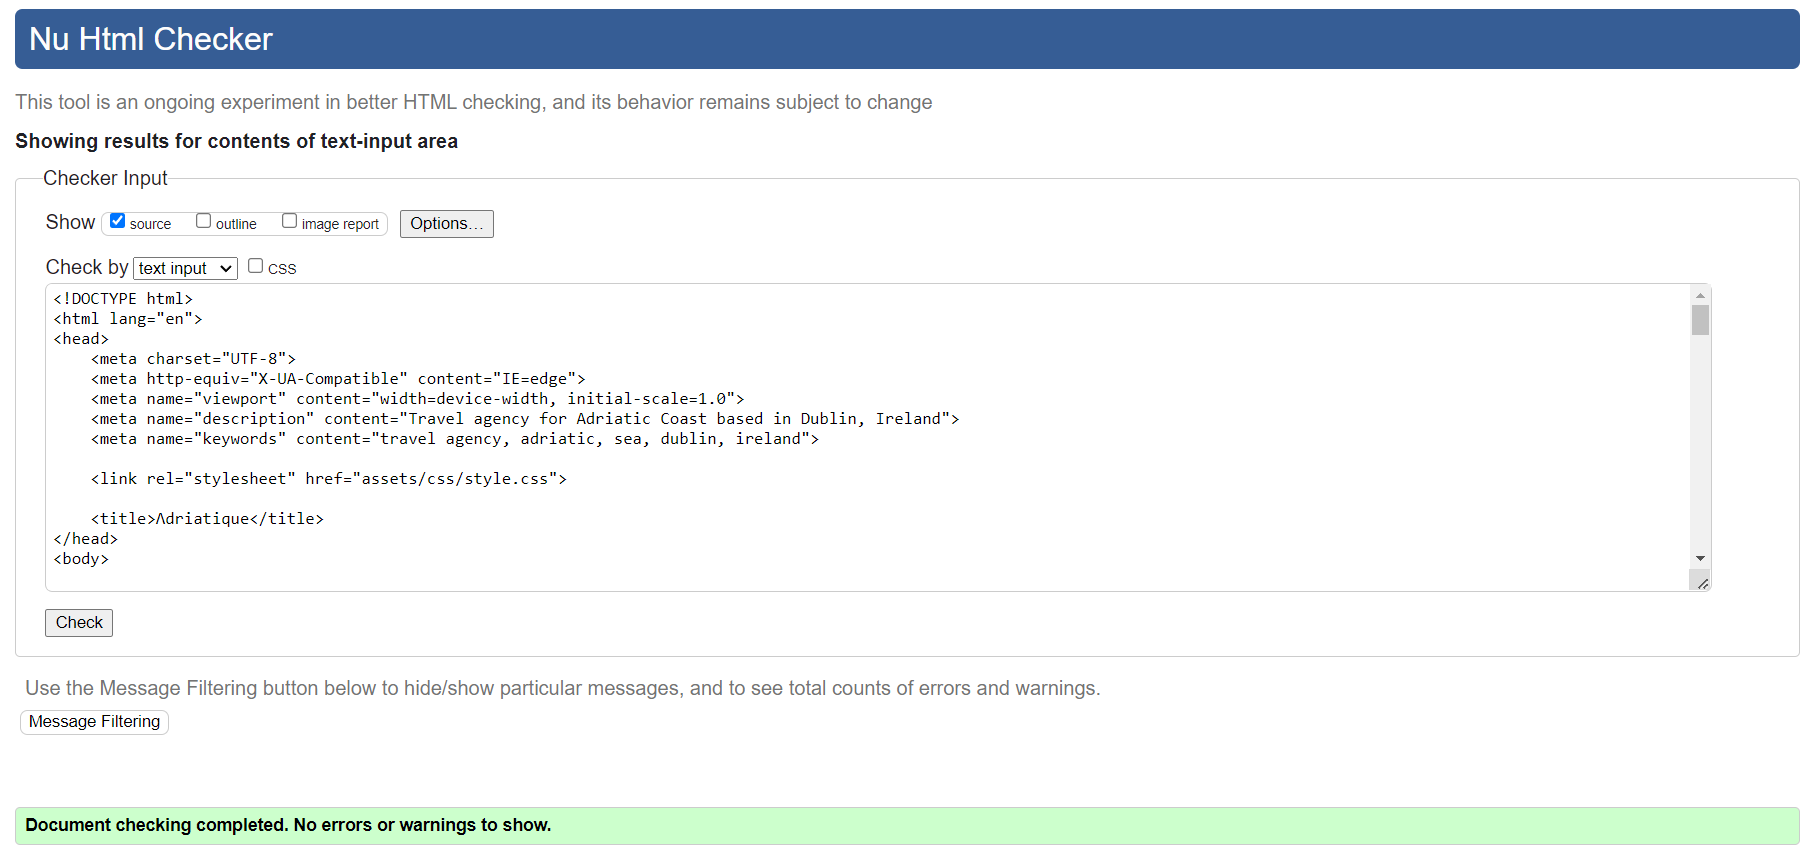 Nu Html Checker
This tool is an ongoing experiment in better HTML checking, and its behavior remains subject to change
Showing results for contents of text-input area
Checker Input
Show source outline image report Options...
Check by text input CSS
<!DOCTYPE html>
<html lang="en">
<head>
    <meta charset="UTF-8">
    <meta http-equiv="X-UA-Compatible" content="IE=edge">
    <meta name="viewport" content="width=device-width, initial-scale=1.0">
    <meta name="description" content="Travel agency for Adriatic Coast based in Dublin, Ireland">
    <meta name="keywords" content="travel agency, adriatic, sea, dublin, ireland">
    <link rel="stylesheet" href="assets/css/style.css">
    <title>Λdriatique</title>
</head>
<body>
Check
Use the Message Filtering button below to hide/show particular messages, and to see total counts of errors and warnings.
Message Filtering
Document checking completed. No errors or warnings to show.